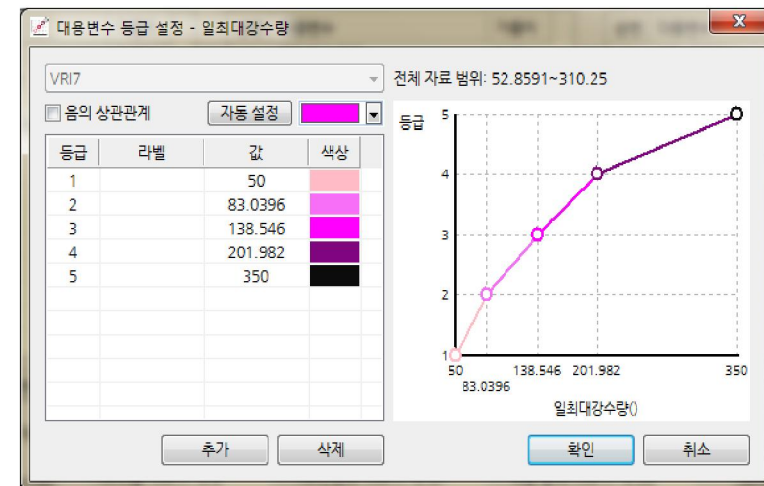 대용변수 등급 설정 - 일최대강수량
VRI7
전체 자료 범위: 52.8591~310.25
음의 상관관계
자동 설정
등급 라벨 값 색상
1 50
2 83.0396
3 138.546
4 201.982
5 350
등급
5
4
3
2
1
50 138.546 201.982 350
83.0396
일최대강수량()
추가 삭제 확인 취소